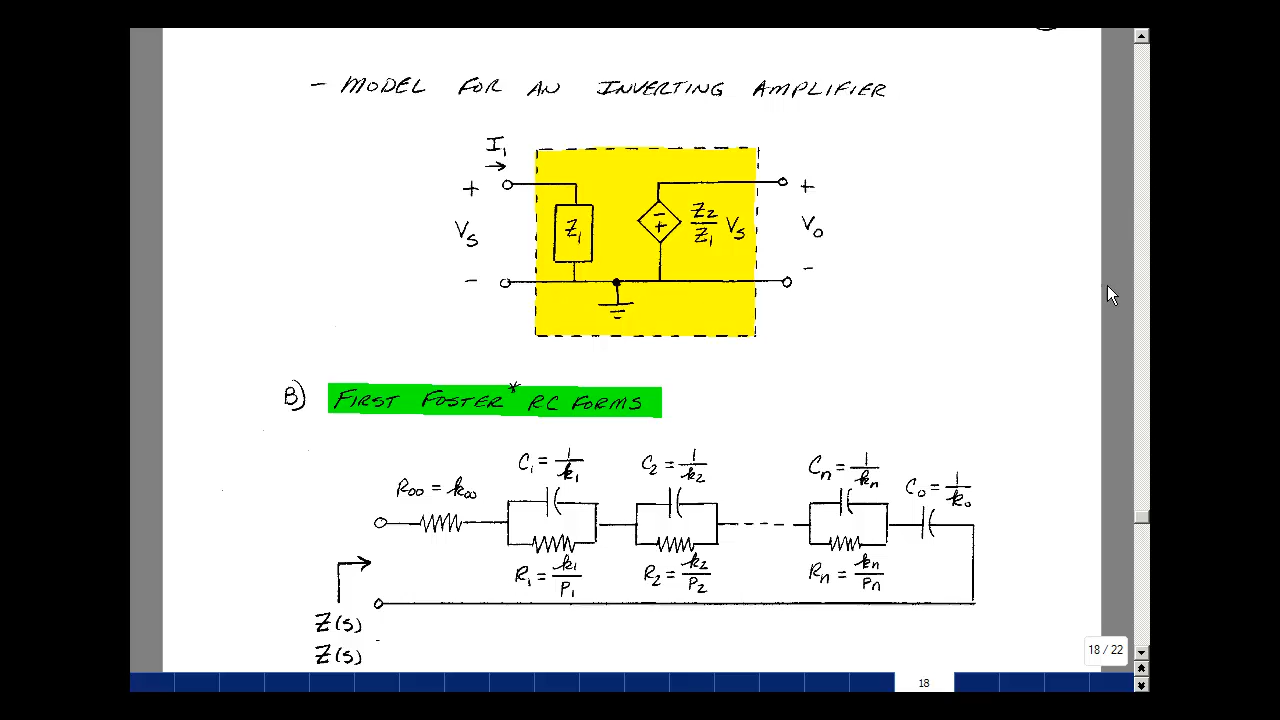 – MODEL FOR AN INVERTING AMPLIFIER
I1
+ +
Z1 – + Z2/Z1 Vs
Vs Vo
– –
B) FIRST FOSTER* RC FORMS
C1 = 1/k1 C2 = 1/k2 Cn = 1/kn C0 = 1/k0
R∞ = k∞
R1 = k1/P1 R2 = k2/P2 Rn = kn/Pn
Z(s)
Z(s)
18 / 22
18